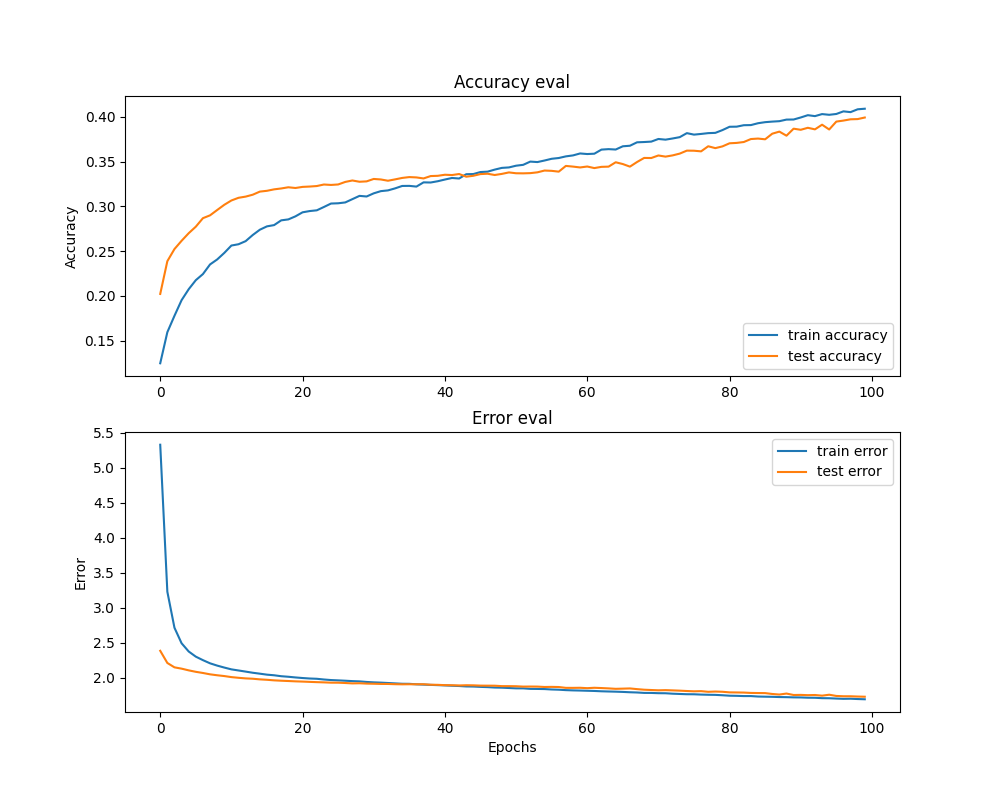 Accuracy eval
Accuracy
0.40
0.35
0.30
0.25
0.20
0.15
train accuracy
test accuracy
0 20 40 60 80 100
Error eval
Error
5.5
5.0
4.5
4.0
3.5
3.0
2.5
2.0
train error
test error
0 20 40 60 80 100
Epochs